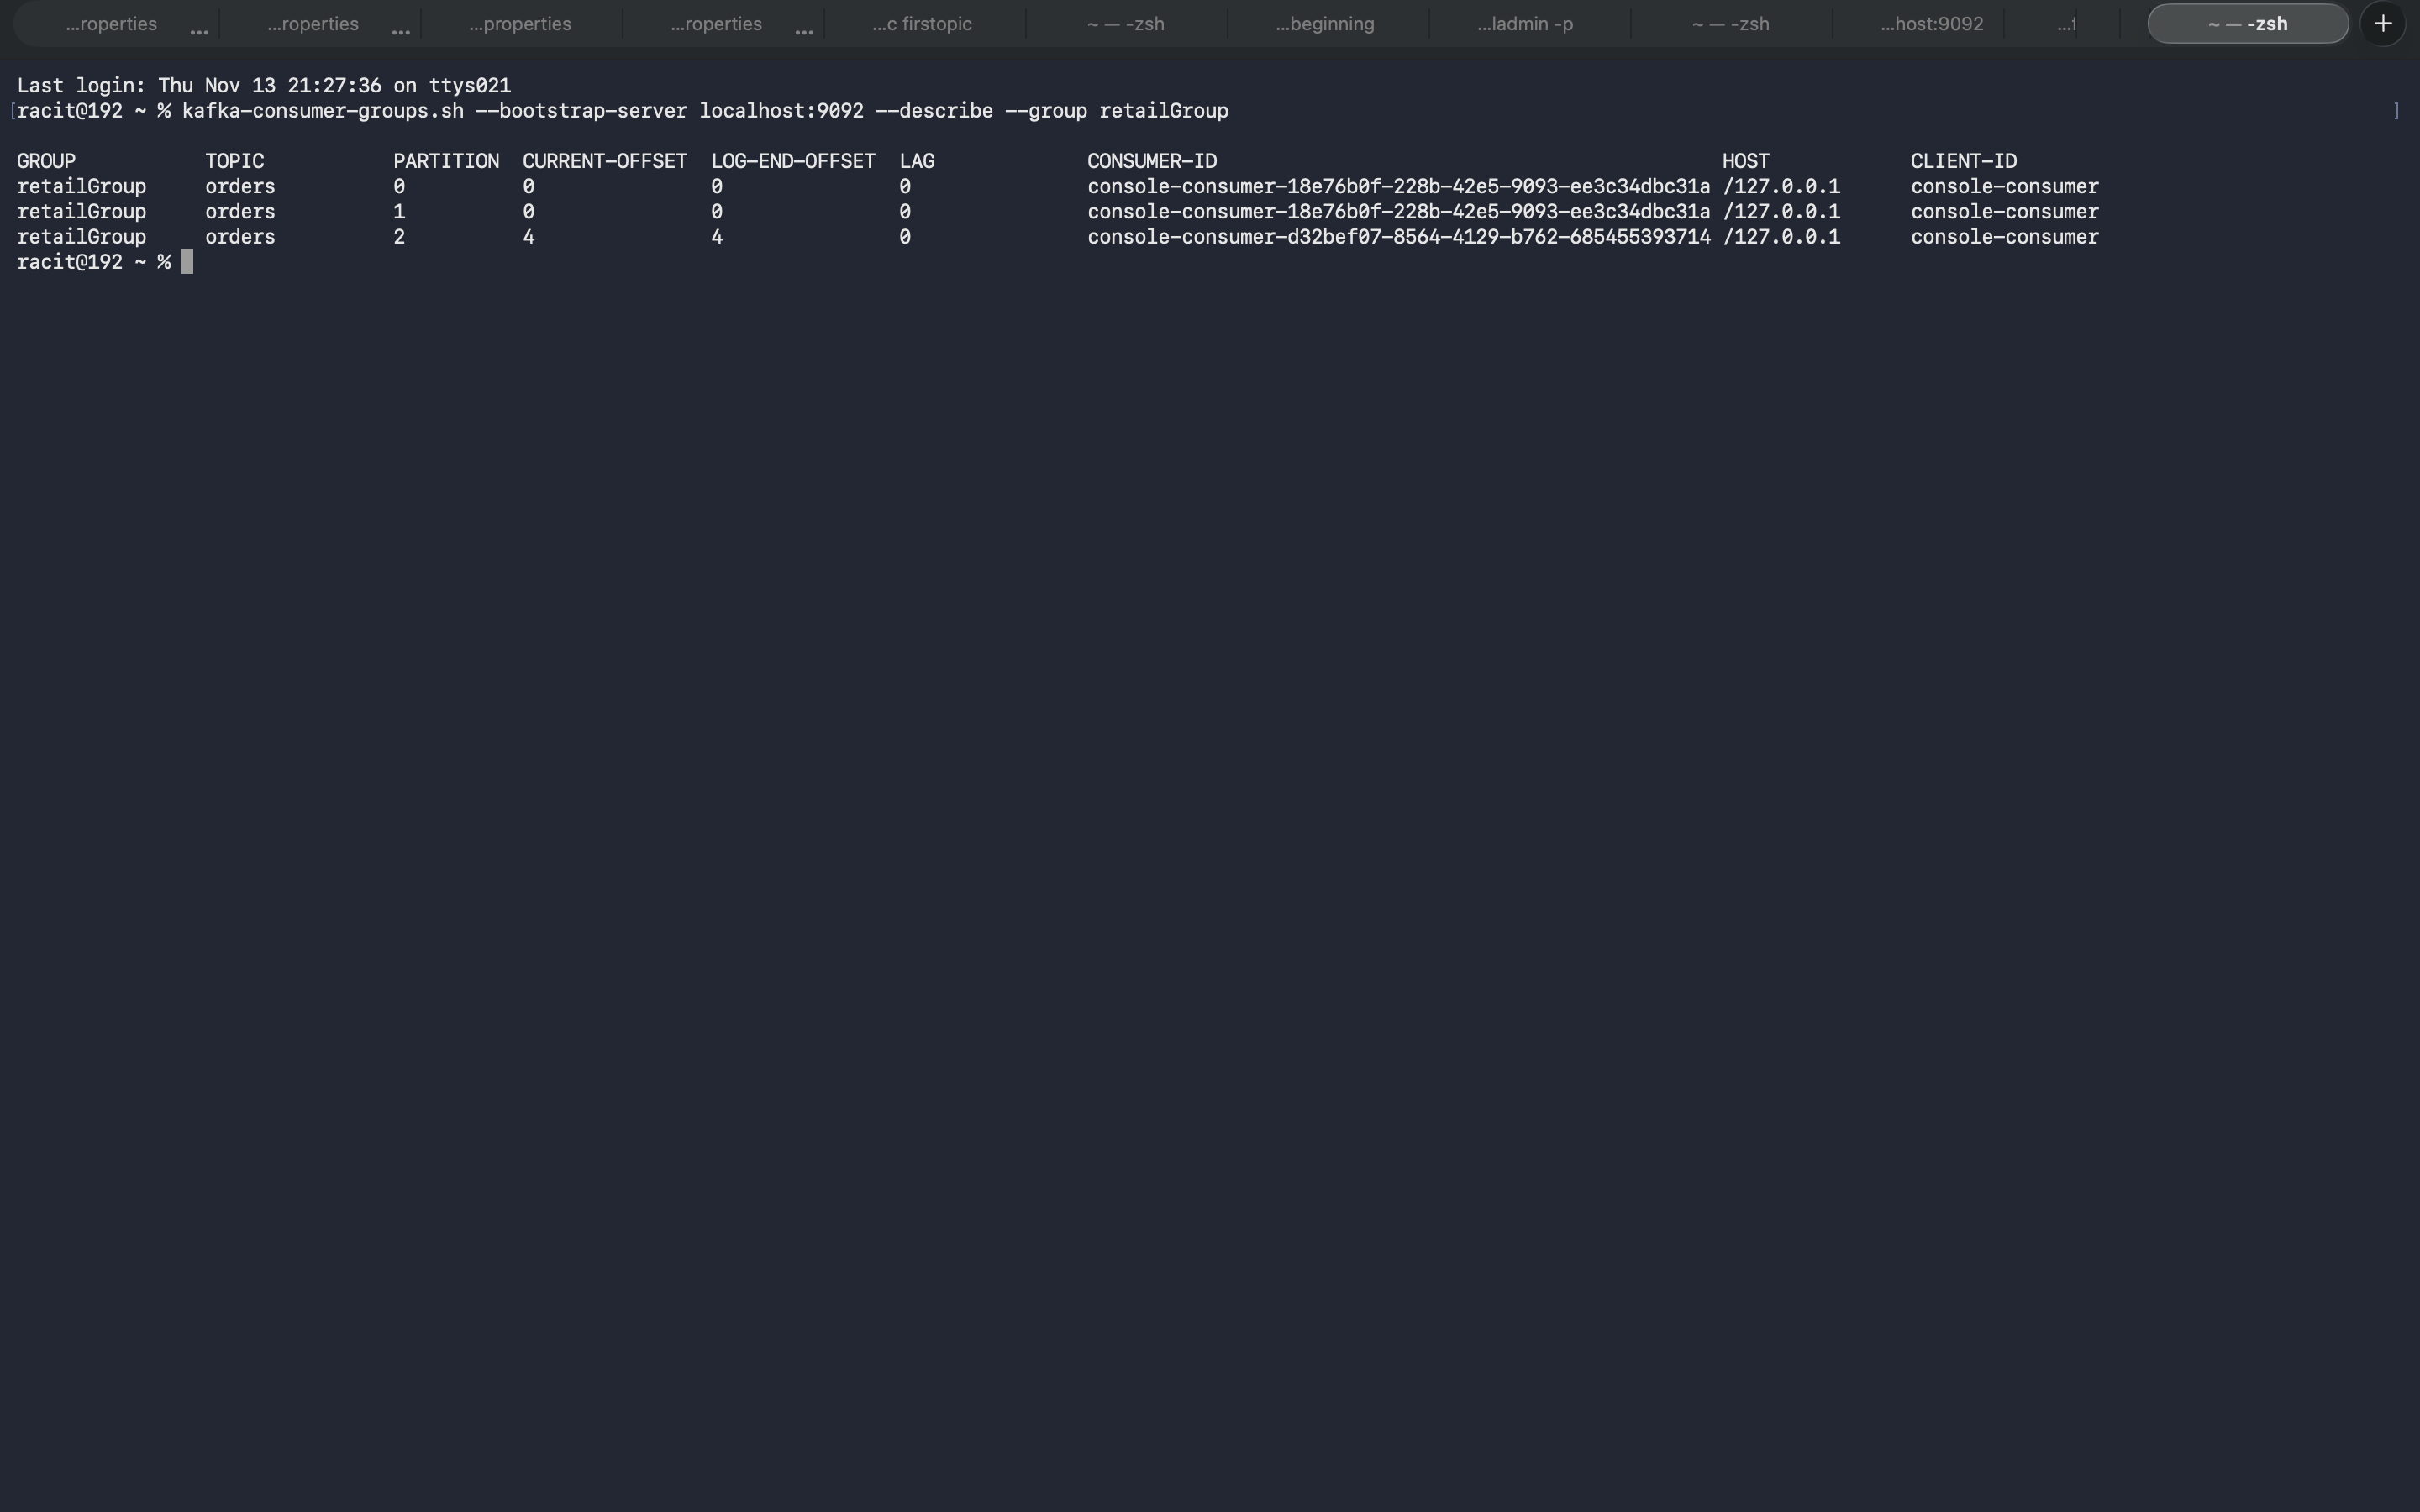 ...roperties ... ...roperties ... ...properties ...roperties ... ...c firstopic ~ — -zsh ...beginning ...ladmin -p ~ — -zsh ...host:9092 ~ — -zsh +
Last login: Thu Nov 13 21:27:36 on ttys021
[racit@192 ~ % kafka-consumer-groups.sh --bootstrap-server localhost:9092 --describe --group retailGroup ]
GROUP TOPIC PARTITION CURRENT-OFFSET LOG-END-OFFSET LAG CONSUMER-ID HOST CLIENT-ID
retailGroup orders 0 0 0 0 console-consumer-18e76b0f-228b-42e5-9093-ee3c34dbc31a /127.0.0.1 console-consumer
retailGroup orders 1 0 0 0 console-consumer-18e76b0f-228b-42e5-9093-ee3c34dbc31a /127.0.0.1 console-consumer
retailGroup orders 2 4 4 0 console-consumer-d32bef07-8564-4129-b762-685455393714 /127.0.0.1 console-consumer
racit@192 ~ %